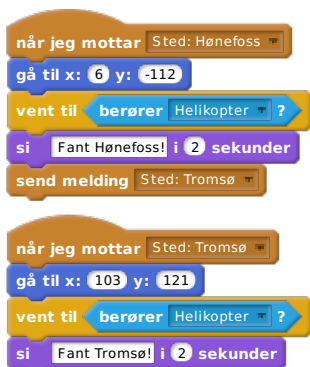 når jeg mottar Sted: Hønefoss
gå til x: 6 y: -112
vent til berører Helikopter ?
si Fant Hønefoss! i 2 sekunder
send melding Sted: Tromsø
når jeg mottar Sted: Tromsø
gå til x: 103 y: 121
vent til berører Helikopter ?
si Fant Tromsø! i 2 sekunder